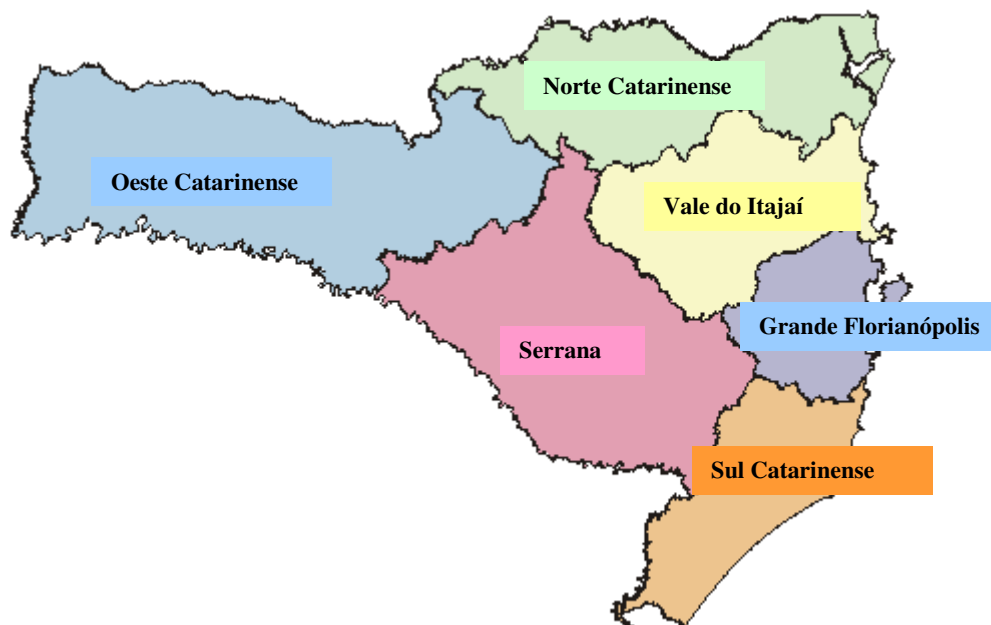 Norte Catarinense
Oeste Catarinense
Vale do Itajaí
Grande Florianópolis
Serrana
Sul Catarinense